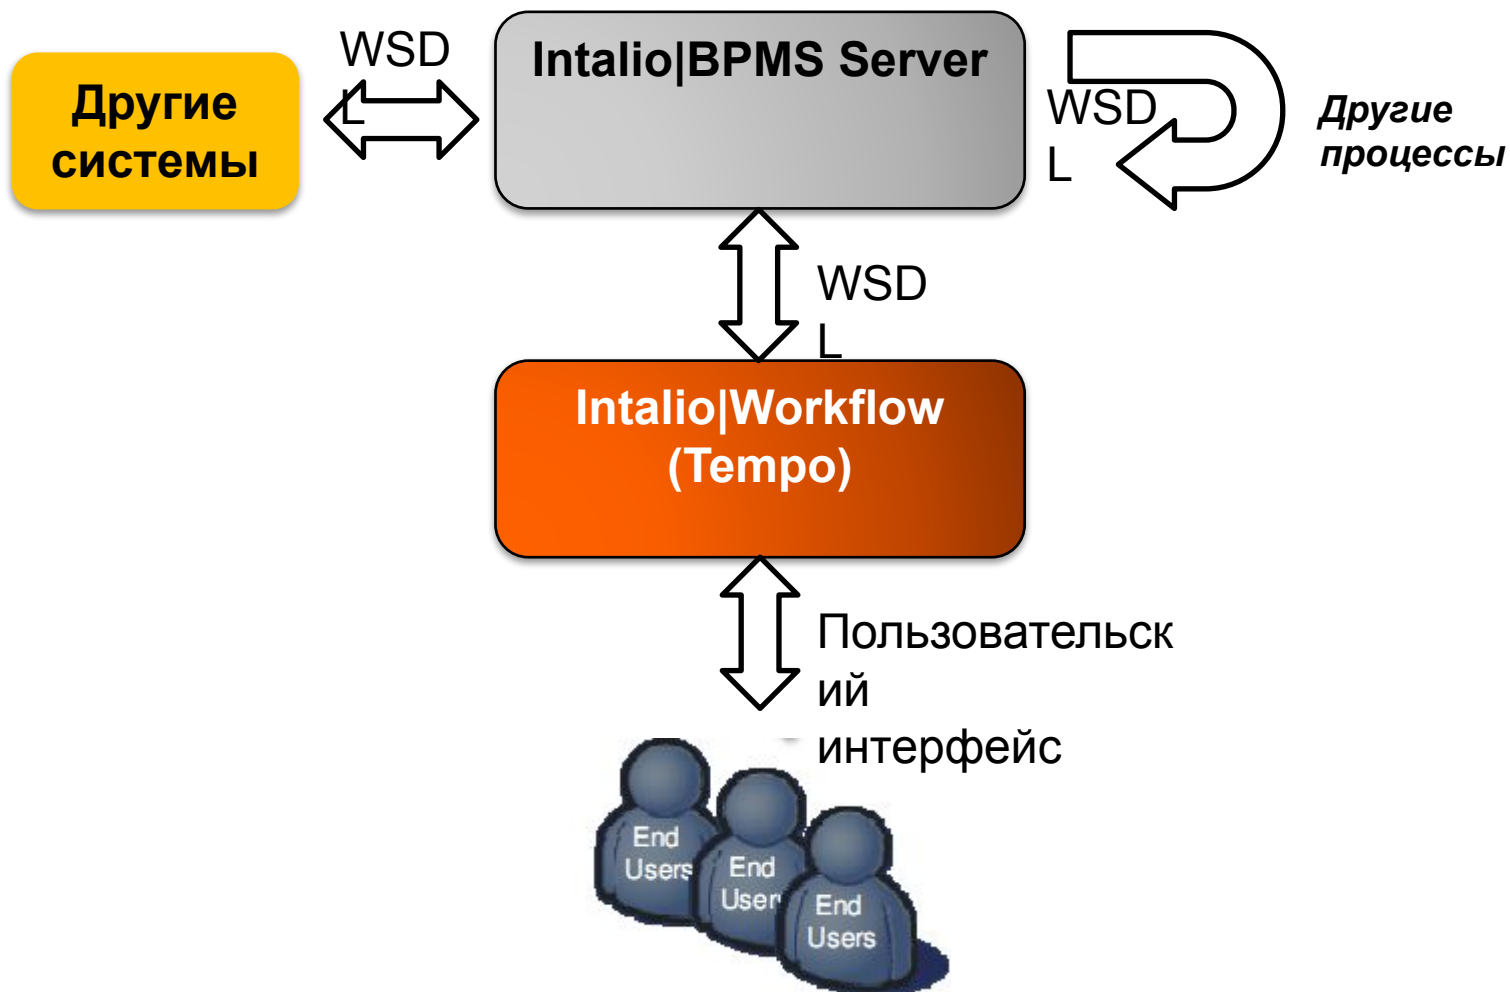 WSD
L
Другие
системы
Intalio|BPMS Server
WSD
L
Другие
процессы
WSD
L
Intalio|Workflow
(Tempo)
Пользовательск
ий
интерфейс
End
Users
End
User
End
Users